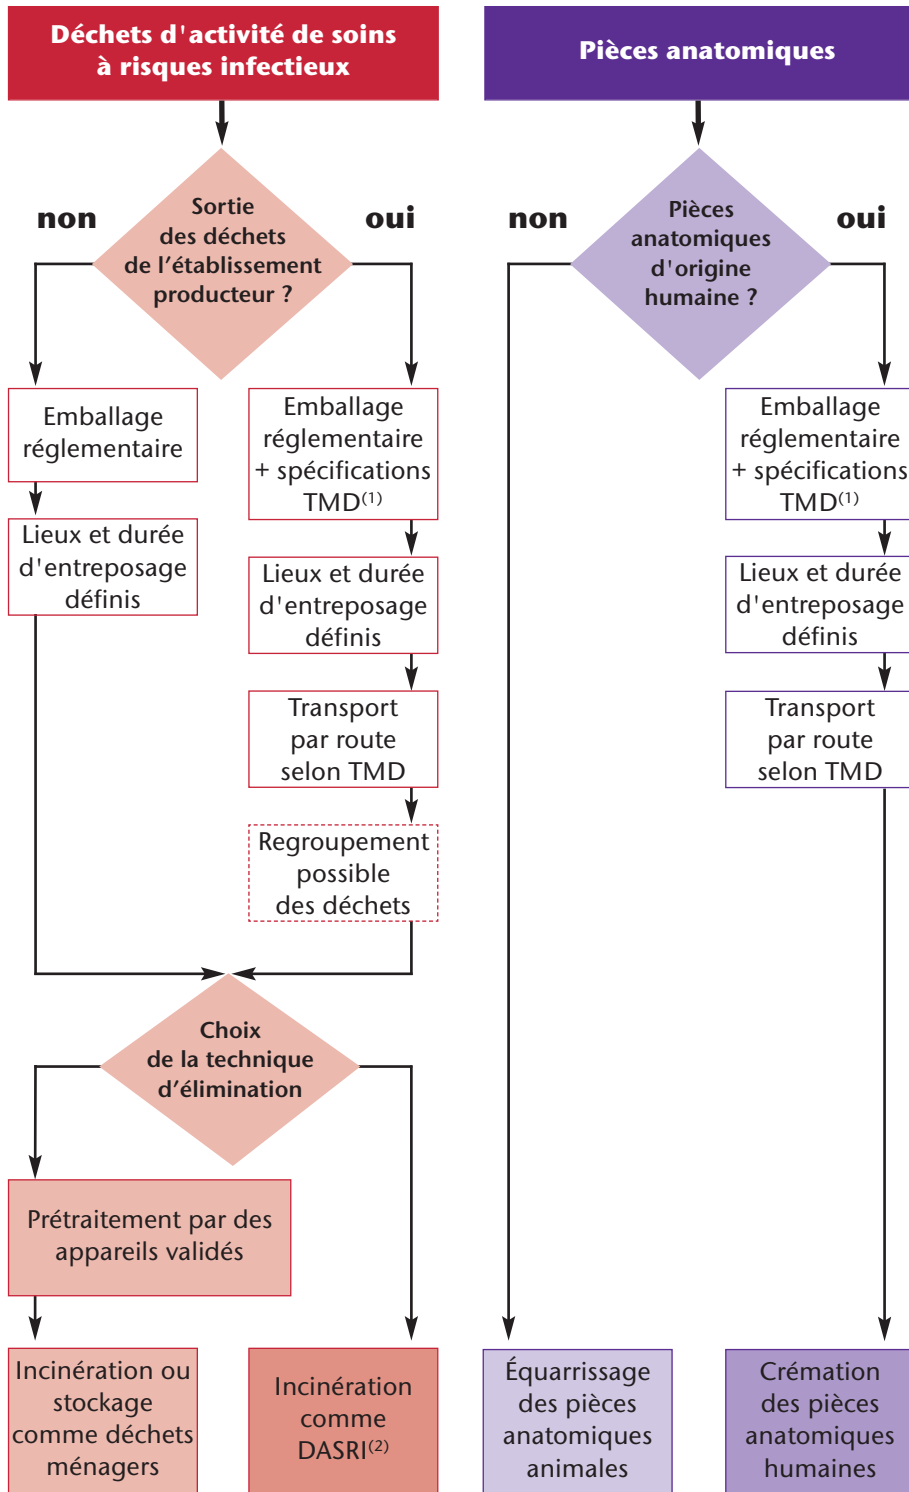 Déchets d'activité de soins
à risques infectieux
non
Sortie
des déchets
de l'établissement
producteur ?
oui
Emballage
réglementaire
Lieux et durée
d'entreposage
définis
Emballage
réglementaire
+ spécifications
TMD(1)
Lieux et durée
d'entreposage
définis
Transport
par route
selon TMD
Regroupement
possible
des déchets
Choix
de la technique
d'élimination
Prétraitement par des
appareils validés
Incinération ou
stockage
comme déchets
ménagers
Incinération
comme
DASRI(2)
Pièces anatomiques
non
Pièces
anatomiques
d'origine
humaine ?
oui
Emballage
réglementaire
+ spécifications
TMD(1)
Lieux et durée
d'entreposage
définis
Transport
par route
selon TMD
Équarrissage
des pièces
anatomiques
animales
Crémation
des pièces
anatomiques
humaines